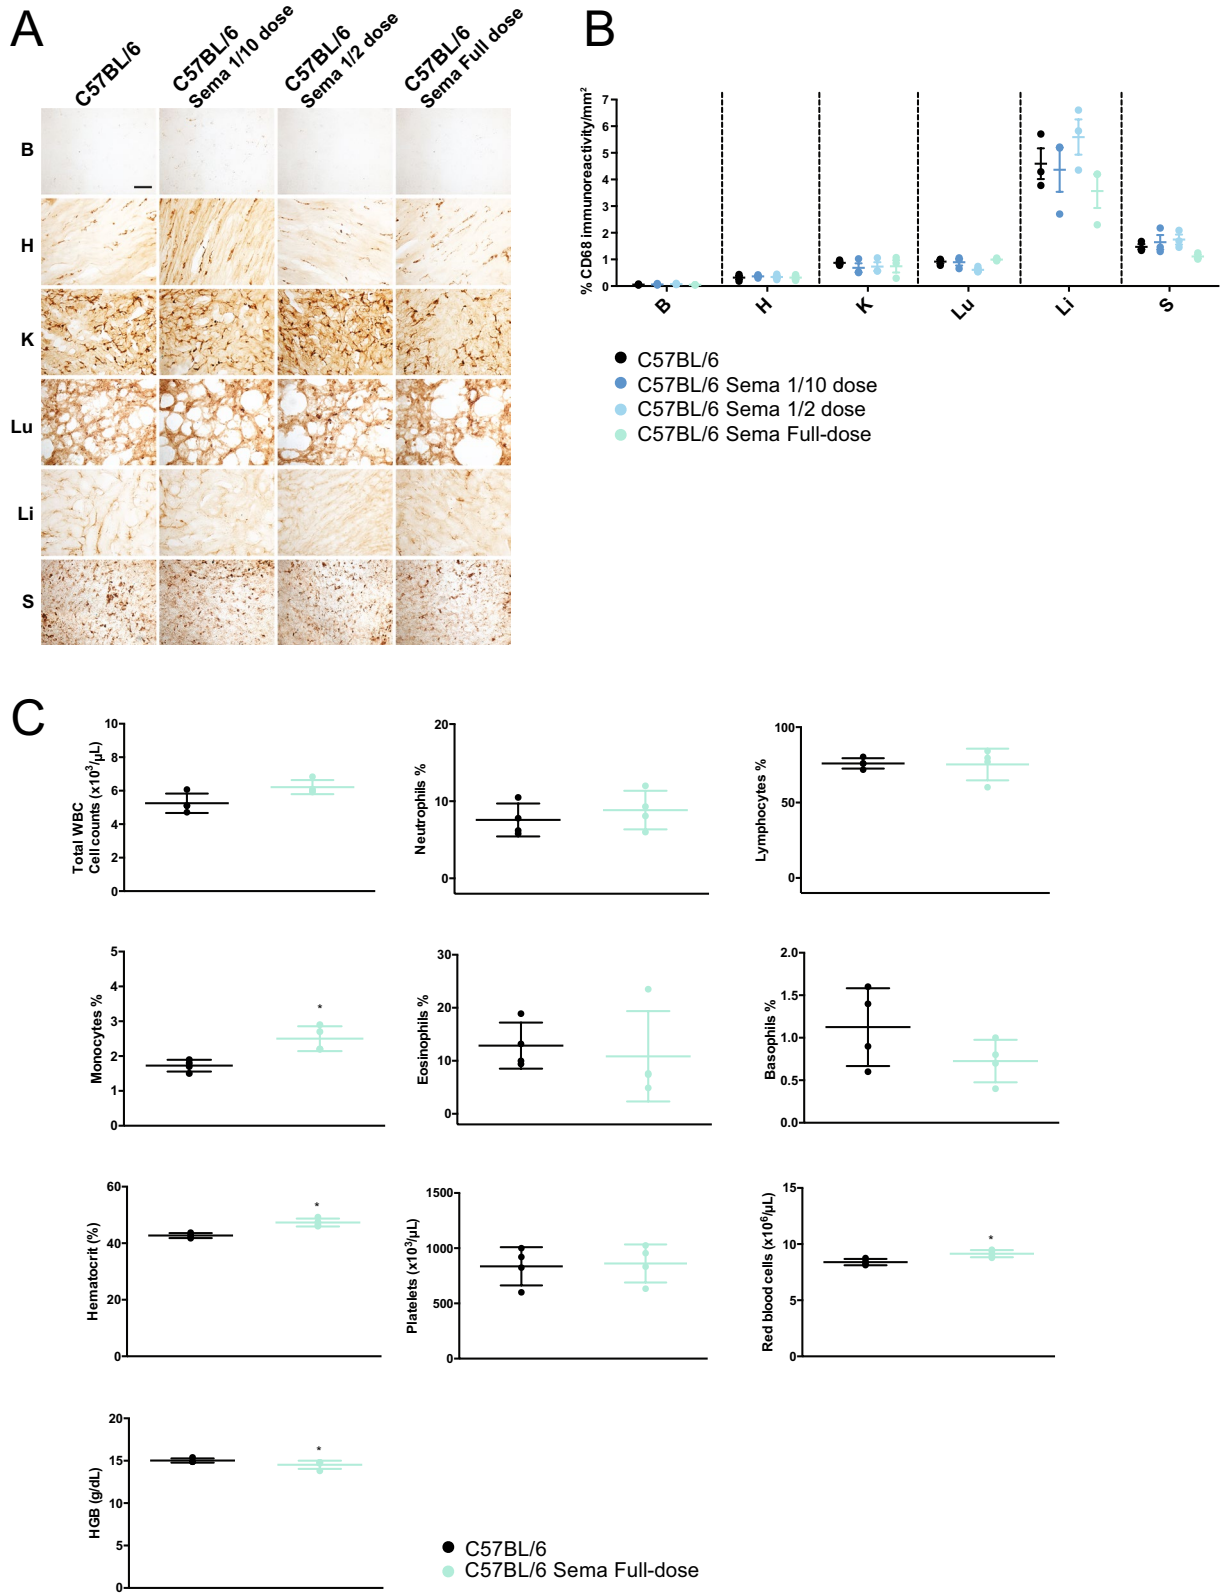 A
C57BL/6
C57BL/6
Sema 1/10 dose
C57BL/6
Sema 1/2 dose
C57BL/6
Sema Full dose
B
H
K
Lu
Li
S
B
% CD68 immunoreactivity/mm²
7
6
5
4
3
2
1
0
B
H
K
Lu
Li
S
C57BL/6
C57BL/6 Sema 1/10 dose
C57BL/6 Sema 1/2 dose
C57BL/6 Sema Full-dose
C
Total WBC
Cell counts (x10³/µL)
10
8
6
4
2
0
Neutrophils %
20
10
0
Lymphocytes %
100
50
0
Monocytes %
5
4
3
2
1
0
*
Eosinophils %
30
20
10
0
Basophils %
2.0
1.5
1.0
0.5
0.0
Hematocrit (%)
60
40
20
0
*
Platelets (x10³/µL)
1500
1000
500
0
Red blood cells (x10⁶/µL)
15
10
5
0
*
HGB (g/dL)
20
15
10
5
0
*
C57BL/6
C57BL/6 Sema Full-dose